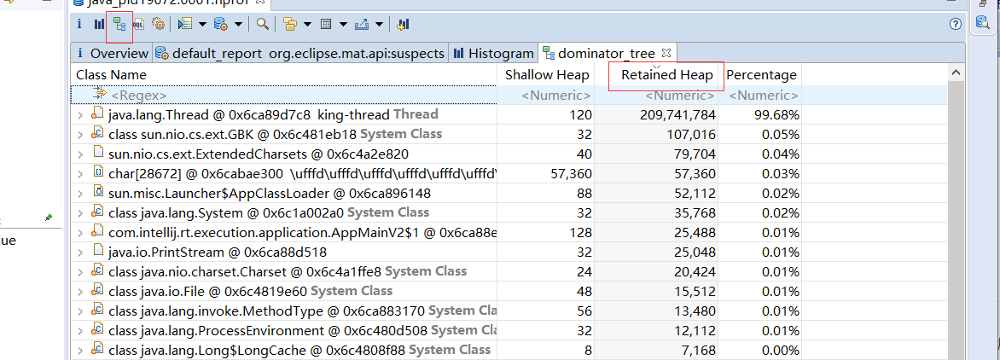 java_pid19072.0001.hprof
i OQL
i Overview default_report org.eclipse.mat.api:suspects Histogram dominator_tree
Class Name Shallow Heap Retained Heap Percentage
<Regex> <Numeric> <Numeric> <Numeric>
java.lang.Thread @ 0x6ca89d7c8 king-thread Thread 120 209,741,784 99.68%
class sun.nio.cs.ext.GBK @ 0x6c481eb18 System Class 32 107,016 0.05%
sun.nio.cs.ext.ExtendedCharsets @ 0x6c4a2e820 40 79,704 0.04%
char[28672] @ 0x6cabae300 \ufffd\ufffd\ufffd\ufffd\ufffd\ufffd\ 57,360 57,360 0.03%
sun.misc.Launcher$AppClassLoader @ 0x6ca896148 88 52,112 0.02%
class java.lang.System @ 0x6c1a002a0 System Class 32 35,768 0.02%
com.intellij.rt.execution.application.AppMainV2$1 @ 0x6ca88e 128 25,488 0.01%
java.io.PrintStream @ 0x6ca88d518 32 25,048 0.01%
class java.nio.charset.Charset @ 0x6c4a1ffe8 System Class 24 20,424 0.01%
class java.io.File @ 0x6c4819e60 System Class 48 15,512 0.01%
ue
class java.lang.invoke.MethodType @ 0x6ca883170 System Class 56 13,480 0.01%
class java.lang.ProcessEnvironment @ 0x6c480d508 System Class 32 12,112 0.01%
class java.lang.Long$LongCache @ 0x6c4808f88 System Class 8 7,168 0.00%